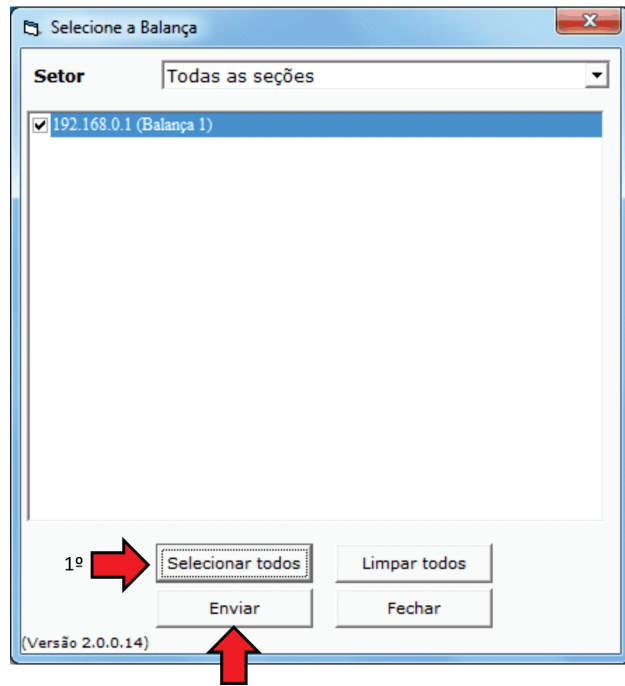 Selecione a Balança
Setor Todas as seções
192.168.0.1 (Balança 1)
1º Selecionar todos Limpar todos
Enviar Fechar
(Versão 2.0.0.14)